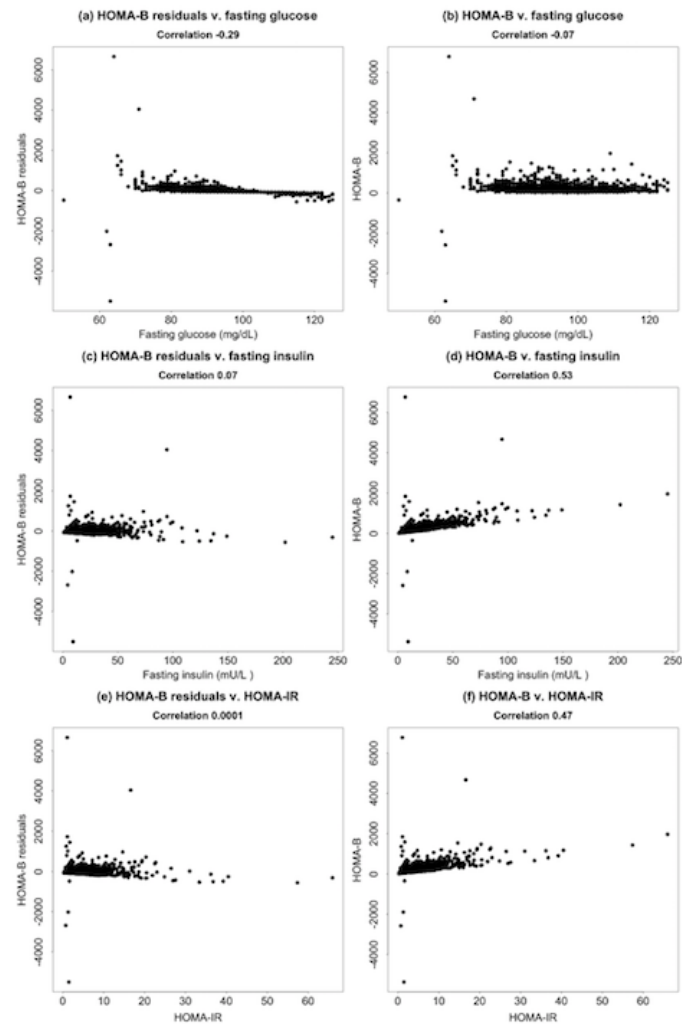 (a) HOMA-B residuals v. fasting glucose
Correlation -0.29
HOMA-B residuals
6000
4000
2000
0
-2000
-4000
60
80
100
120
Fasting glucose (mg/dL)
(b) HOMA-B v. fasting glucose
Correlation -0.07
HOMA-B
6000
4000
2000
0
-2000
-4000
60
80
100
120
Fasting glucose (mg/dL)
(c) HOMA-B residuals v. fasting insulin
Correlation 0.07
HOMA-B residuals
6000
4000
2000
0
-2000
-4000
0
50
100
150
200
250
Fasting insulin (mU/L )
(d) HOMA-B v. fasting insulin
Correlation 0.53
HOMA-B
6000
4000
2000
0
-2000
-4000
0
50
100
150
200
250
Fasting insulin (mU/L )
(e) HOMA-B residuals v. HOMA-IR
Correlation 0.0001
HOMA-B residuals
6000
4000
2000
0
-2000
-4000
0
10
20
30
40
50
60
HOMA-IR
(f) HOMA-B v. HOMA-IR
Correlation 0.47
HOMA-B
6000
4000
2000
0
-2000
-4000
0
10
20
30
40
50
60
HOMA-IR